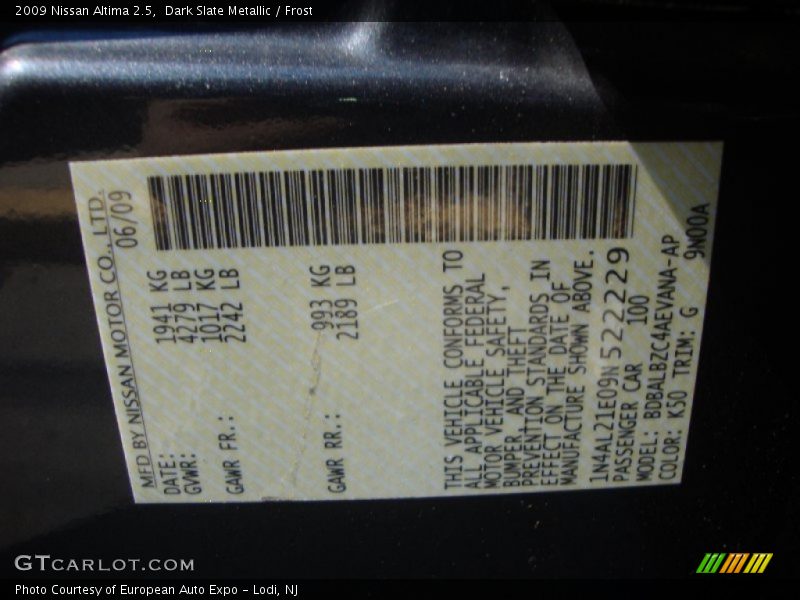 2009 Nissan Altima 2.5,  Dark Slate Metallic / Frost
MFD BY NISSAN MOTOR CO., LTD.
DATE: 06/09
GVWR: 1941 KG
4279 LB
GAWR FR.: 1017 KG
2242 LB
GAWR RR.: 993 KG
2189 LB
THIS VEHICLE CONFORMS TO
ALL APPLICABLE FEDERAL
MOTOR VEHICLE SAFETY,
BUMPER, AND THEFT
PREVENTION STANDARDS IN
EFFECT ON THE DATE OF
MANUFACTURE SHOWN ABOVE.
1N4AL21E09N522229
PASSENGER CAR 100
MODEL: BDBALBZC4AEVANA-AP
COLOR: K50 TRIM: G 9N00A
GTCARLOT.COM
Photo Courtesy of European Auto Expo - Lodi, NJ